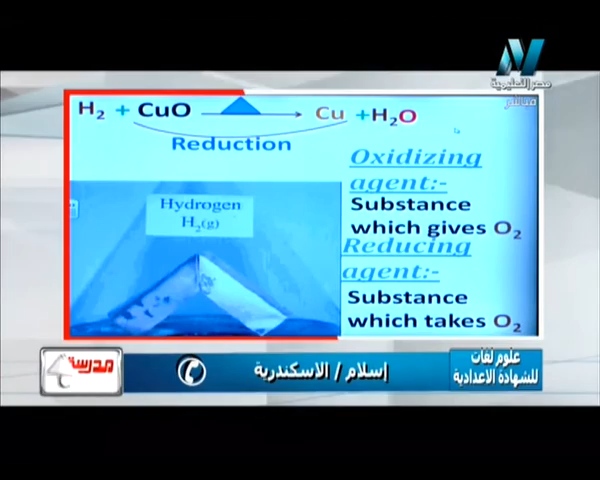 مصر التعليمية
مباشر
H₂ + CuO → Cu + H₂O
Reduction
Oxidizing
agent:-
Substance
which gives O₂
Reducing
agent:-
Substance
which takes O₂
Hydrogen
H₂(g)
علوم لغات
للشهادة الاعدادية
إسلام / الاسكندرية
مدرسة